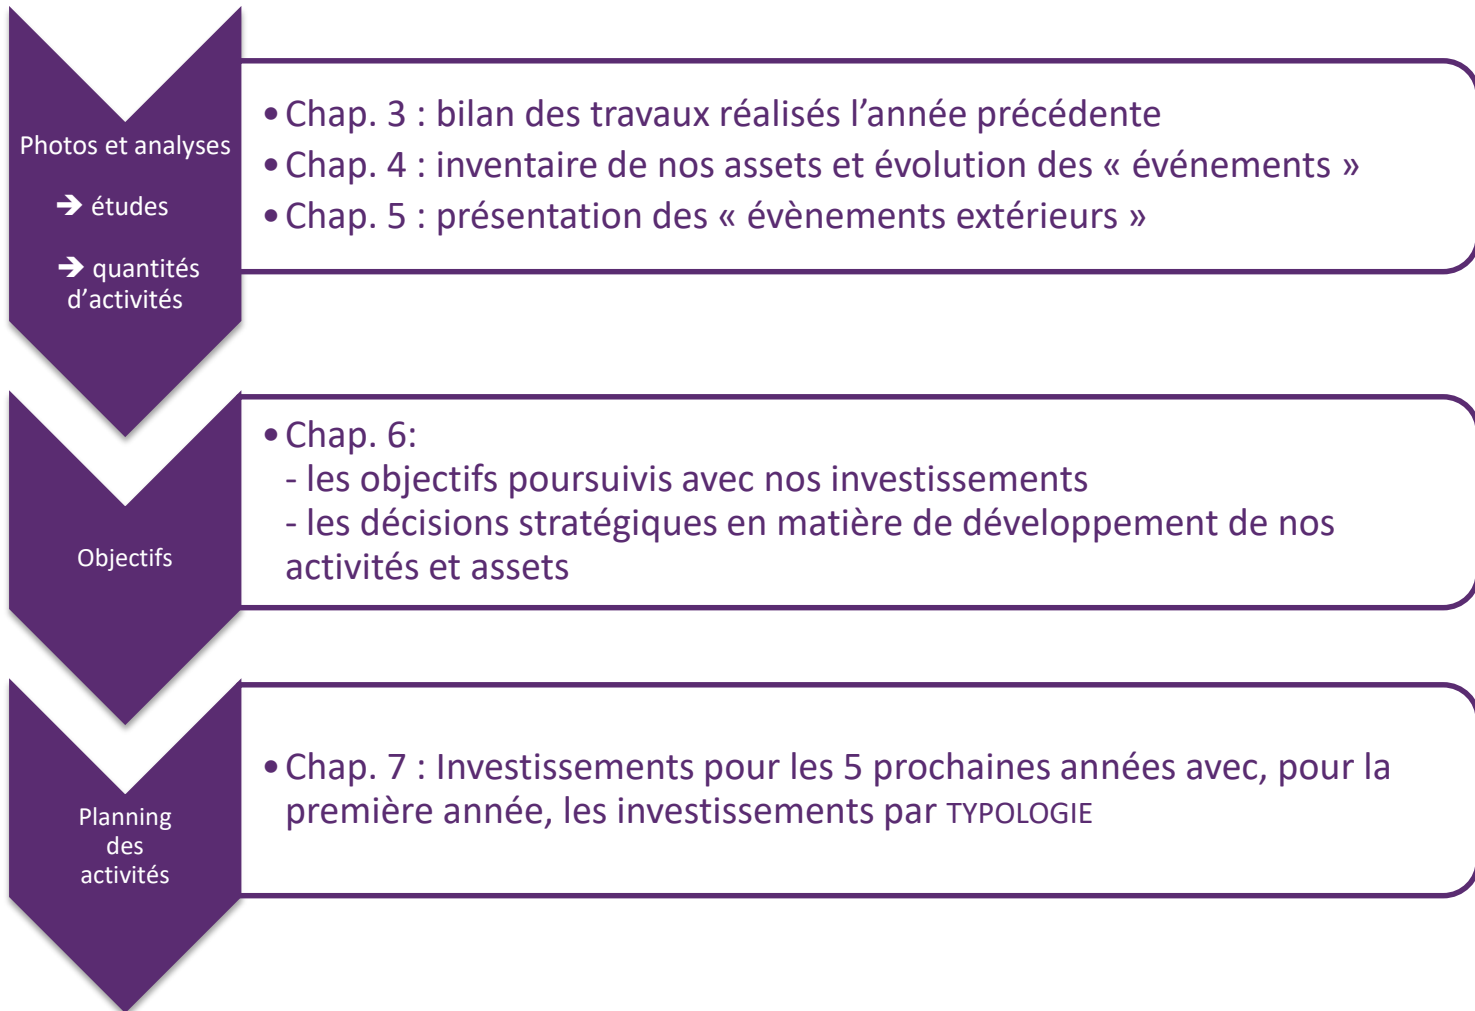 Photos et analyses
➔ études
➔ quantités
d’activités
• Chap. 3 : bilan des travaux réalisés l’année précédente
• Chap. 4 : inventaire de nos assets et évolution des « événements »
• Chap. 5 : présentation des « évènements extérieurs »
Objectifs
• Chap. 6:
- les objectifs poursuivis avec nos investissements
- les décisions stratégiques en matière de développement de nos
activités et assets
Planning
des
activités
• Chap. 7 : Investissements pour les 5 prochaines années avec, pour la
première année, les investissements par TYPOLOGIE